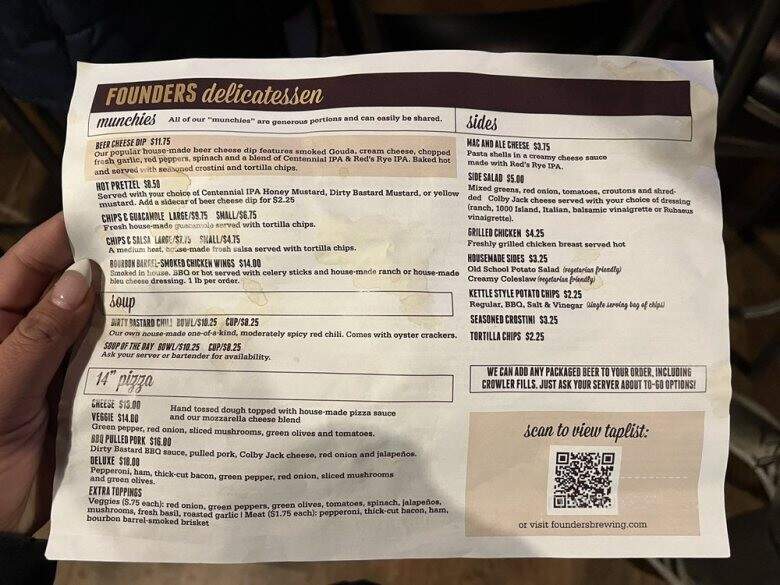 FOUNDERS delicatessen
munchies All of our "munchies" are generous portions and can easily be shared.
BEER CHEESE DIP $11.75
Our popular house-made beer cheese dip features smoked Gouda, cream cheese, chopped
fresh garlic, red peppers, spinach and a blend of Centennial IPA & Red's Rye IPA. Baked hot
and served with seasoned crostini and tortilla chips.
HOT PRETZEL $8.50
Served with your choice of Centennial IPA Honey Mustard, Dirty Bastard Mustard, or yellow
mustard. Add a sidecar of beer cheese dip for $2.25
CHIPS & GUACAMOLE LARGE/$9.75 SMALL/$6.75
Fresh house-made guacamole served with tortilla chips.
CHIPS & SALSA LARGE/$7.75 SMALL/$4.75
A medium heat, house-made fresh salsa served with tortilla chips.
BOURBON BARREL-SMOKED CHICKEN WINGS $14.00
Smoked in house. BBQ or hot served with celery sticks and house-made ranch or house-made
bleu cheese dressing. 1 lb per order.
soup
DIRTY BASTARD CHILI BOWL/$10.25 CUP/$8.25
Our own house-made one-of-a-kind, moderately spicy red chili. Comes with oyster crackers.
SOUP OF THE DAY BOWL/$10.25 CUP/$8.25
Ask your server or bartender for availability.
14" pizza
CHEESE $13.00
Hand tossed dough topped with house-made pizza sauce
and our mozzarella cheese blend
VEGGIE $14.00
Green pepper, red onion, sliced mushrooms, green olives and tomatoes.
BBQ PULLED PORK $16.00
Dirty Bastard BBQ sauce, pulled pork, Colby Jack cheese, red onion and jalapeños.
DELUXE $18.00
Pepperoni, ham, thick-cut bacon, green pepper, red onion, sliced mushrooms
and green olives.
EXTRA TOPPINGS
Veggies ($.75 each): red onion, green peppers, green olives, tomatoes, spinach, jalapeños,
mushrooms, fresh basil, roasted garlic | Meat ($1.75 each): pepperoni, thick-cut bacon, ham,
bourbon barrel-smoked brisket
sides
MAC AND ALE CHEESE $3.75
Pasta shells in a creamy cheese sauce
made with Red's Rye IPA.
SIDE SALAD $5.00
Mixed greens, red onion, tomatoes, croutons and shred-
ded Colby Jack cheese served with your choice of dressing
(ranch, 1000 Island, Italian, balsamic vinaigrette or Rubaeus
vinaigrette).
GRILLED CHICKEN $4.25
Freshly grilled chicken breast served hot
HOUSEMADE SIDES $3.25
Old School Potato Salad (vegetarian friendly)
Creamy Coleslaw (vegetarian friendly)
KETTLE STYLE POTATO CHIPS $2.25
Regular, BBQ, Salt & Vinegar (single serving bag of chips)
SEASONED CROSTINI $3.25
TORTILLA CHIPS $2.25
WE CAN ADD ANY PACKAGED BEER TO YOUR ORDER, INCLUDING
CROWLER FILLS. JUST ASK YOUR SERVER ABOUT TO-GO OPTIONS!
scan to view taplist:
or visit foundersbrewing.com